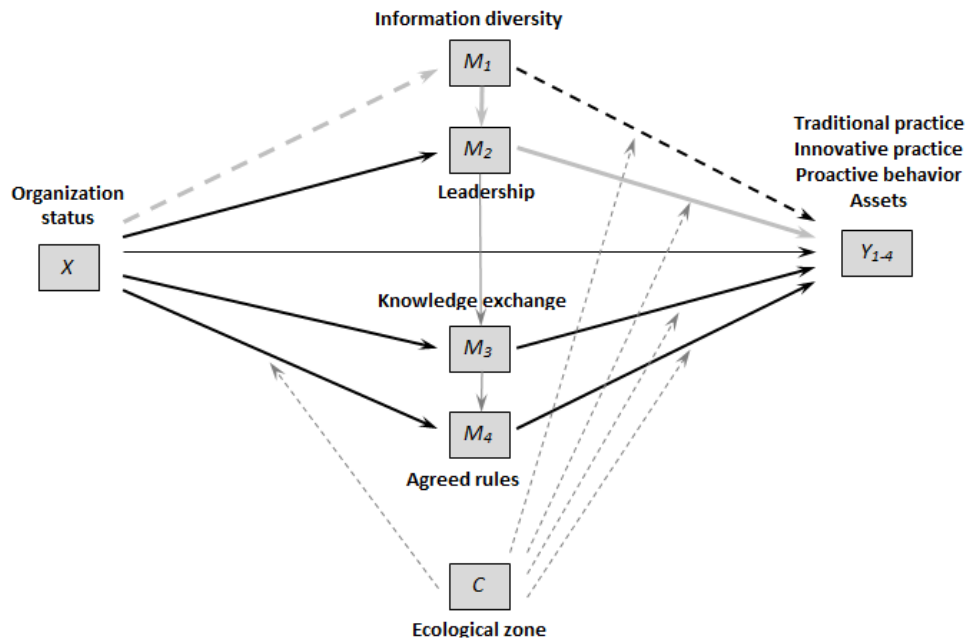 Information diversity
M1
Traditional practice
Innovative practice
Proactive behavior
Assets
M2
Leadership
Organization
status
X
Y1-4
Knowledge exchange
M3
M4
Agreed rules
C
Ecological zone